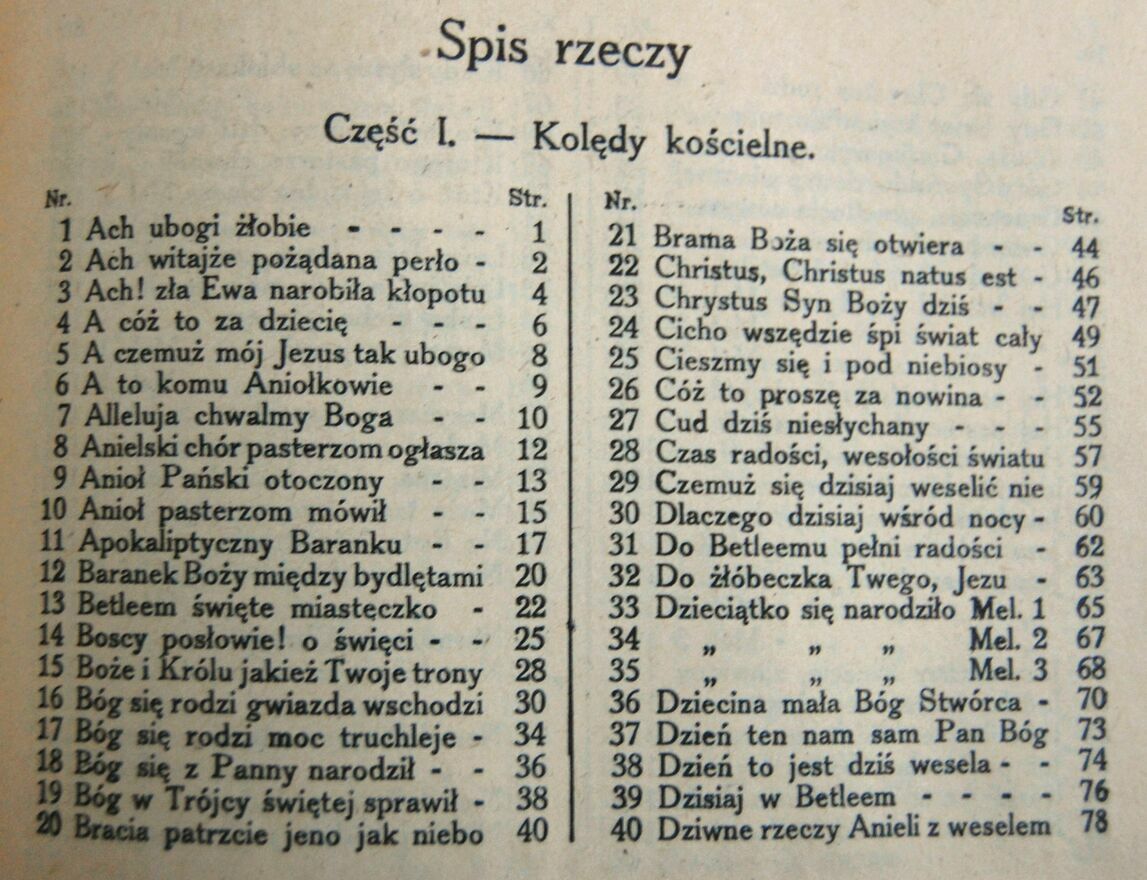 Spis rzeczy
Część I. — Kolędy kościelne.
Nr. Str.
1 Ach ubogi żłobie - - - - 1
2 Ach witajże pożądana perło - 2
3 Ach! zła Ewa narobiła kłopotu 4
4 A cóż to za dziecię - - - 6
5 A czemuż mój Jezus tak ubogo 8
6 A to komu Aniołkowie - - 9
7 Alleluja chwalmy Boga - - 10
8 Anielski chór pasterzom ogłasza 12
9 Anioł Pański otoczony - - 13
10 Anioł pasterzom mówił - - 15
11 Apokaliptyczny Baranku - - 17
12 Baranek Boży między bydlętami 20
13 Betleem święte miasteczko - 22
14 Boscy posłowie! o święci - - 25
15 Boże i Królu jakież Twoje trony 28
16 Bóg się rodzi gwiazda wschodzi 30
17 Bóg się rodzi moc truchleje - 34
18 Bóg się z Panny narodził - - 36
19 Bóg w Trójcy świętej sprawił - 38
20 Bracia patrzcie jeno jak niebo 40
Nr. Str.
21 Brama Boża się otwiera - - 44
22 Christus, Christus natus est - 46
23 Chrystus Syn Boży dziś - - 47
24 Cicho wszędzie śpi świat cały 49
25 Cieszmy się i pod niebiosy - 51
26 Cóż to proszę za nowina - - 52
27 Cud dziś niesłychany - - - 55
28 Czas radości, wesołości światu 57
29 Czemuż się dzisiaj weselić nie 59
30 Dlaczego dzisiaj wśród nocy - 60
31 Do Betleemu pełni radości - 62
32 Do żłóbeczka Twego, Jezu - 63
33 Dzieciątko się narodziło Mel. 1 65
34 „ „ „ Mel. 2 67
35 „ „ „ Mel. 3 68
36 Dziecina mała Bóg Stwórca - 70
37 Dzień ten nam sam Pan Bóg 73
38 Dzień to jest dziś wesela - - 74
39 Dzisiaj w Betleem - - - - 76
40 Dziwne rzeczy Anieli z weselem 78